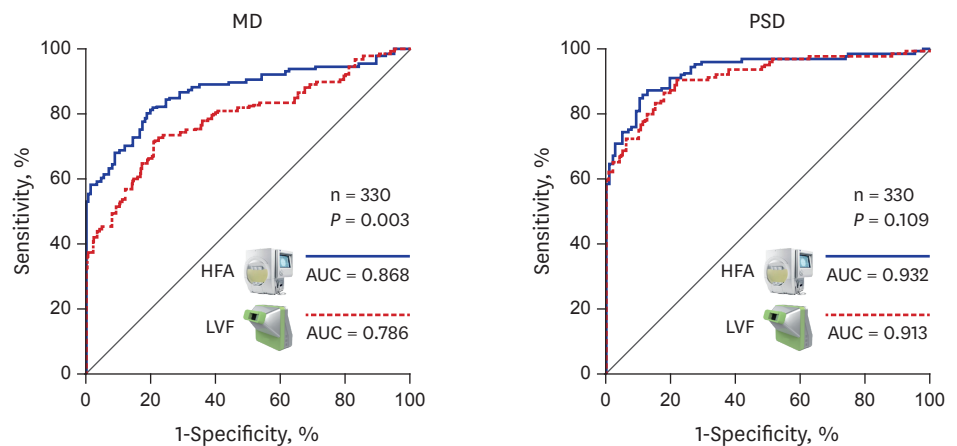 MD
100
80
60
40
20
0
Sensitivity, %
n = 330
P = 0.003
HFA
AUC = 0.868
LVF
AUC = 0.786
0 20 40 60 80 100
1-Specificity, %
PSD
100
80
60
40
20
0
Sensitivity, %
n = 330
P = 0.109
HFA
AUC = 0.932
LVF
AUC = 0.913
0 20 40 60 80 100
1-Specificity, %